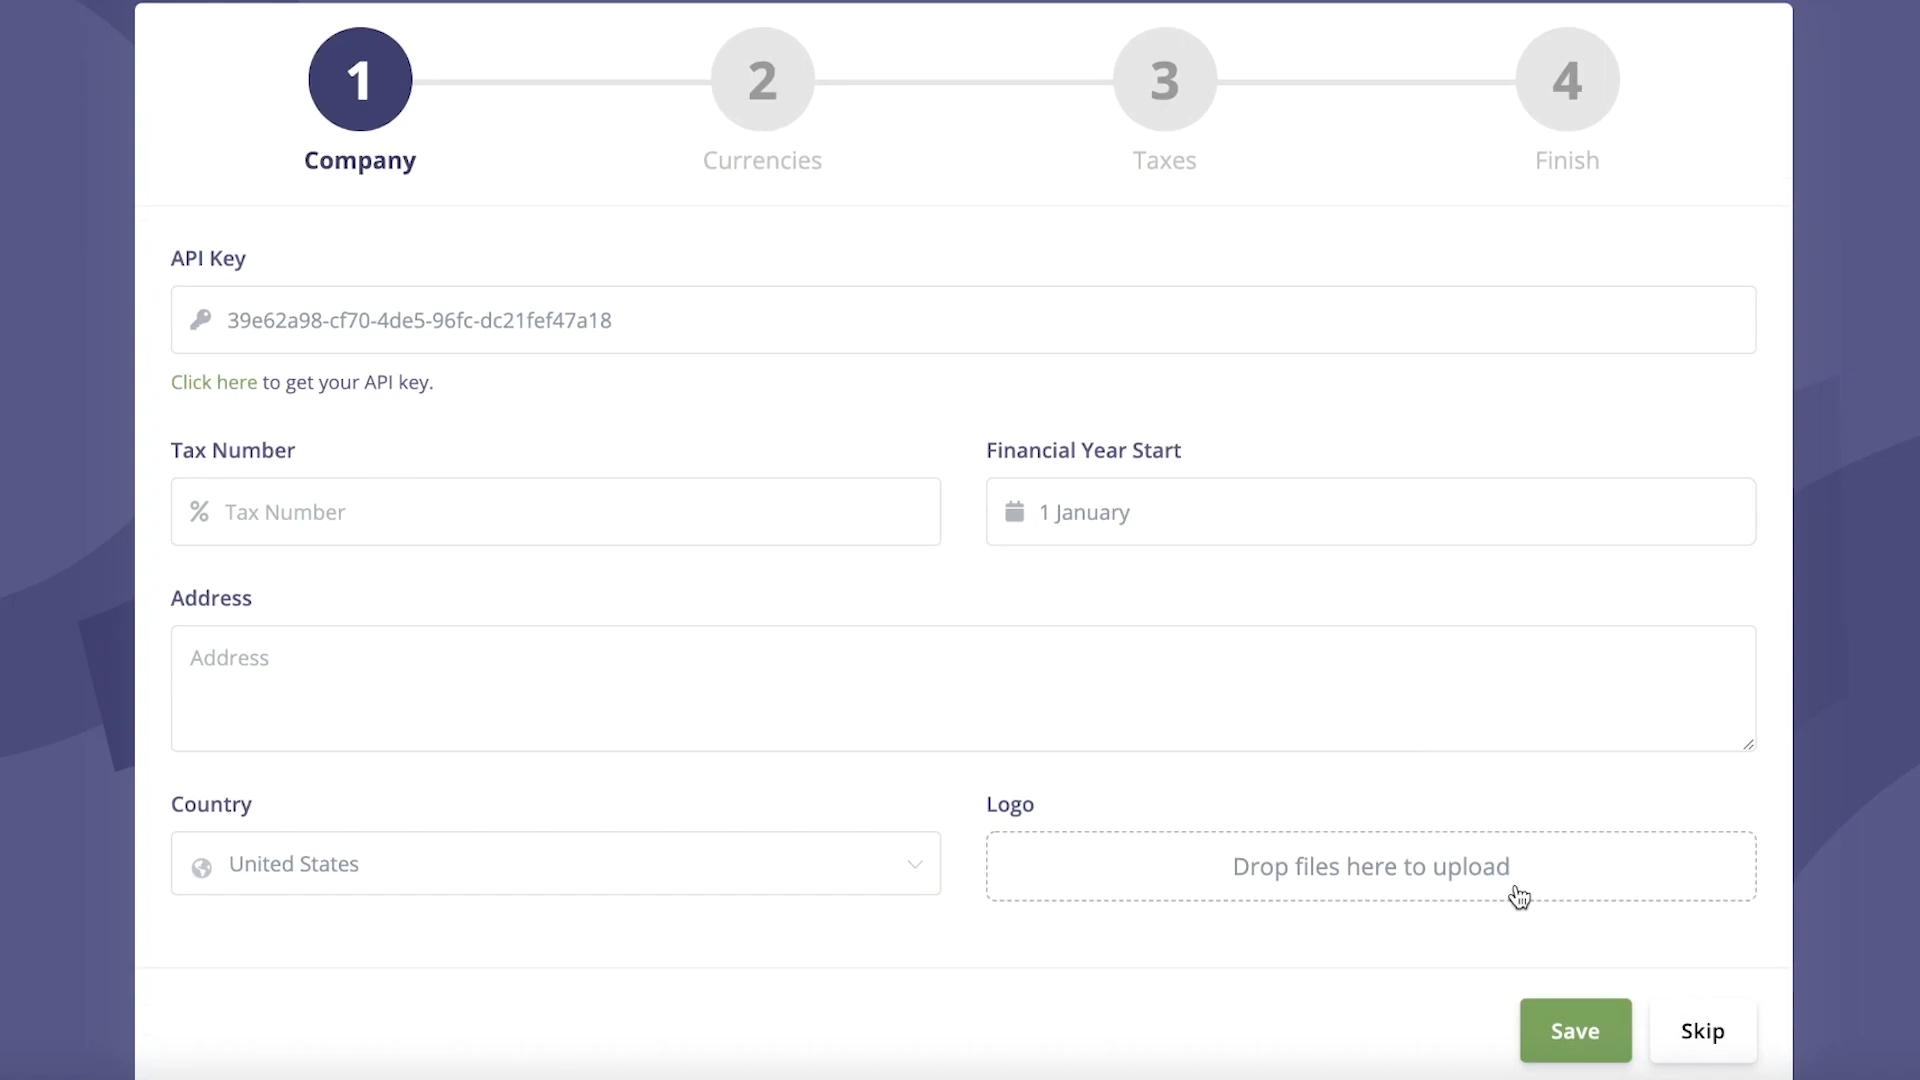 1
2
3
4
Company
Currencies
Taxes
Finish
API Key
39e62a98-cf70-4de5-96fc-dc21fef47a18
Click here to get your API key.
Tax Number
Financial Year Start
% Tax Number
1 January
Address
Address
Country
Logo
United States
Drop files here to upload
Save
Skip